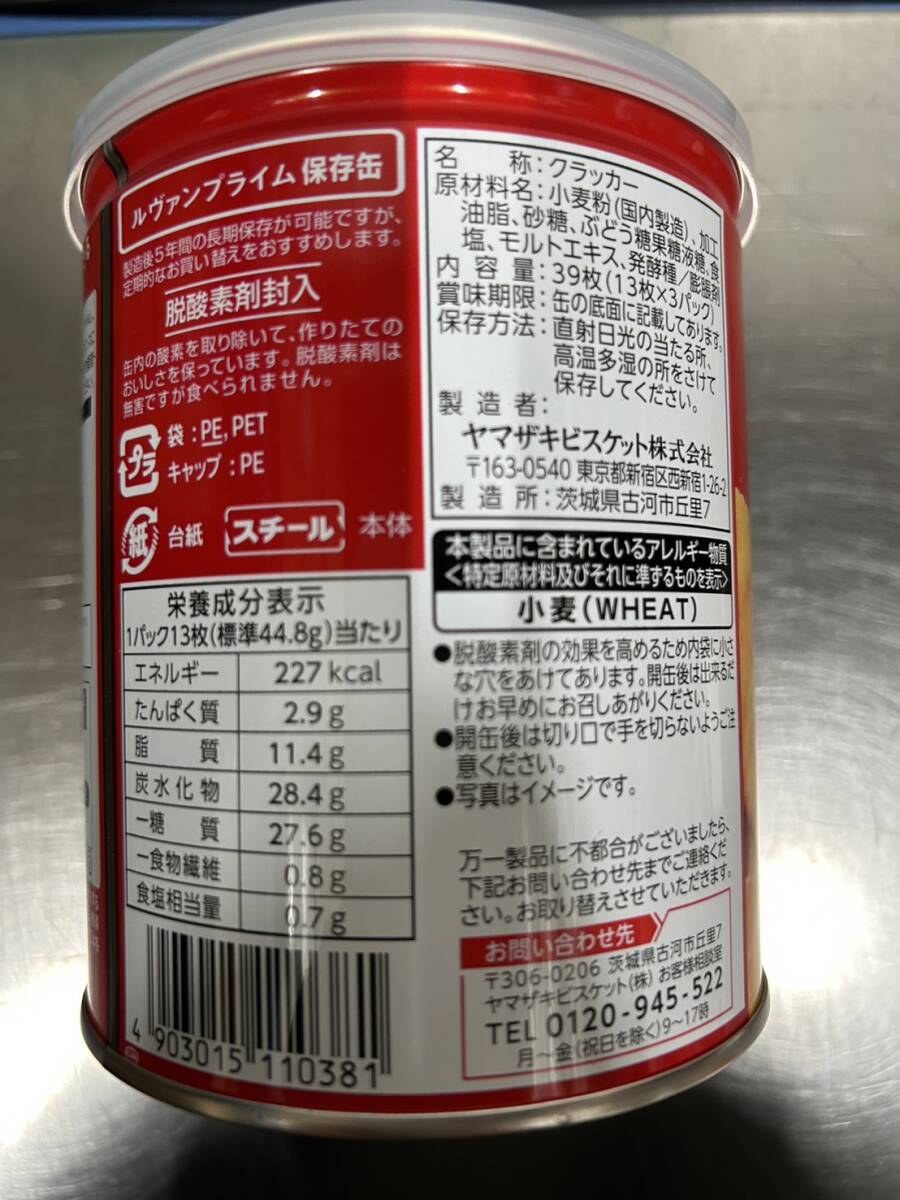 ルヴァンプライム 保存缶
製造後5年間の長期保存が可能ですが、
定期的なお買い替えをおすすめします。
脱酸素剤封入
缶内の酸素を取り除いて、作りたての
おいしさを保っています。脱酸素剤は
無害ですが食べられません。
プラ
袋:PE, PET
キャップ:PE
紙
台紙
スチール
本体
栄養成分表示
1パック13枚(標準44.8g)当たり
エネルギー 227 kcal
たんぱく質 2.9 g
脂質 11.4 g
炭水化物 28.4 g
ー糖質 27.6 g
ー食物繊維 0.8 g
食塩相当量 0.7 g
4 903015 110381
名称:クラッカー
原材料名:小麦粉(国内製造)、加工
油脂、砂糖、ぶどう糖果糖液糖、食
塩、モルトエキス、発酵種/膨脹剤
内容量:39枚(13枚×3パック)
賞味期限:缶の底面に記載してあります。
保存方法:直射日光の当たる所、
高温多湿の所をさけて
保存してください。
製造者:
ヤマザキビスケット株式会社
〒163-0540 東京都新宿区西新宿1-26-2
製造所:茨城県古河市丘里7
本製品に含まれているアレルギー物質
<特定原材料及びそれに準ずるものを表示>
小麦(WHEAT)
●脱酸素剤の効果を高めるため内袋に小さ
な穴をあけてあります。開缶後は出来るだ
けお早めにお召しあがりください。
●開缶後は切り口で手を切らないようご注
意ください。
●写真はイメージです。
万一製品に不都合がございましたら、
下記お問い合わせ先までご連絡くだ
さい。お取り替えさせていただきます。
お問い合わせ先
〒306-0206 茨城県古河市丘里7
ヤマザキビスケット(株) お客様相談室
TEL 0120-945-522
月〜金(祝日を除く)9〜17時